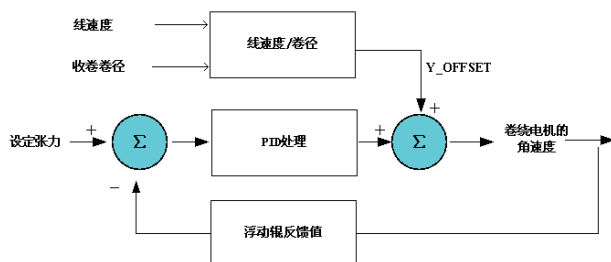 线速度
收卷卷径
线速度/卷径
Y_OFFSET
+
设定张力
+
Σ
PID处理
+
Σ
卷绕电机的
角速度
−
浮动辊反馈值